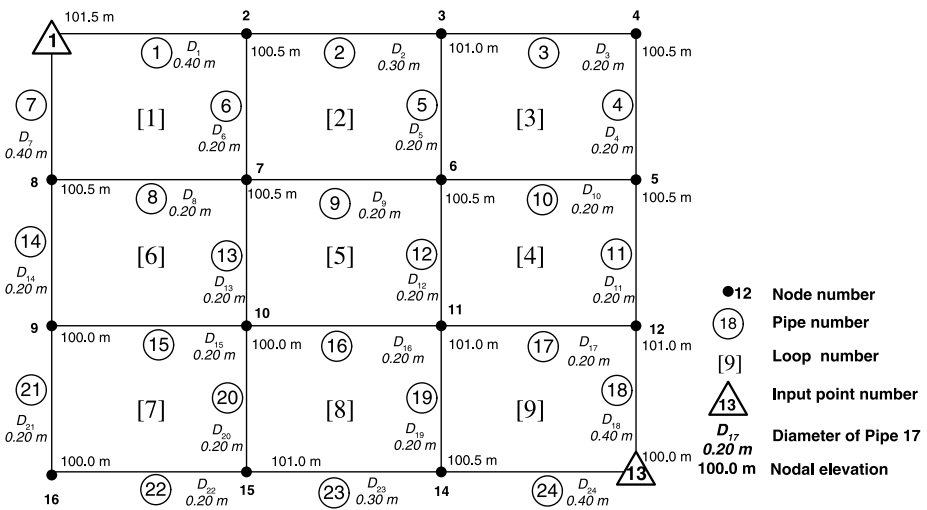 2 3 4
1 101.5 m
1 D1 0.40 m 100.5 m 2 D2 0.30 m 101.0 m 3 D3 0.20 m 100.5 m
7 D7 0.40 m [1] 6 D6 0.20 m [2] 5 D5 0.20 m [3] 4 D4 0.20 m
8 7 6 5
100.5 m 8 D8 0.20 m 100.5 m 9 D9 0.20 m 100.5 m 10 D10 0.20 m 100.5 m
14 D14 0.20 m [6] 13 D13 0.20 m [5] 12 D12 0.20 m [4] 11 D11 0.20 m
9 10 11 12
100.0 m 15 D15 0.20 m 100.0 m 16 D16 0.20 m 101.0 m 17 D17 0.20 m 101.0 m
21 D21 0.20 m [7] 20 D20 0.20 m [8] 19 D19 0.20 m [9] 18 D18 0.40 m
100.0 m 101.0 m 100.5 m 100.0 m
16 22 D22 0.20 m 15 23 D23 0.30 m 14 24 D24 0.40 m 13
12 Node number
18 Pipe number
[9] Loop number
13 Input point number
D17 0.20 m Diameter of Pipe 17
100.0 m Nodal elevation